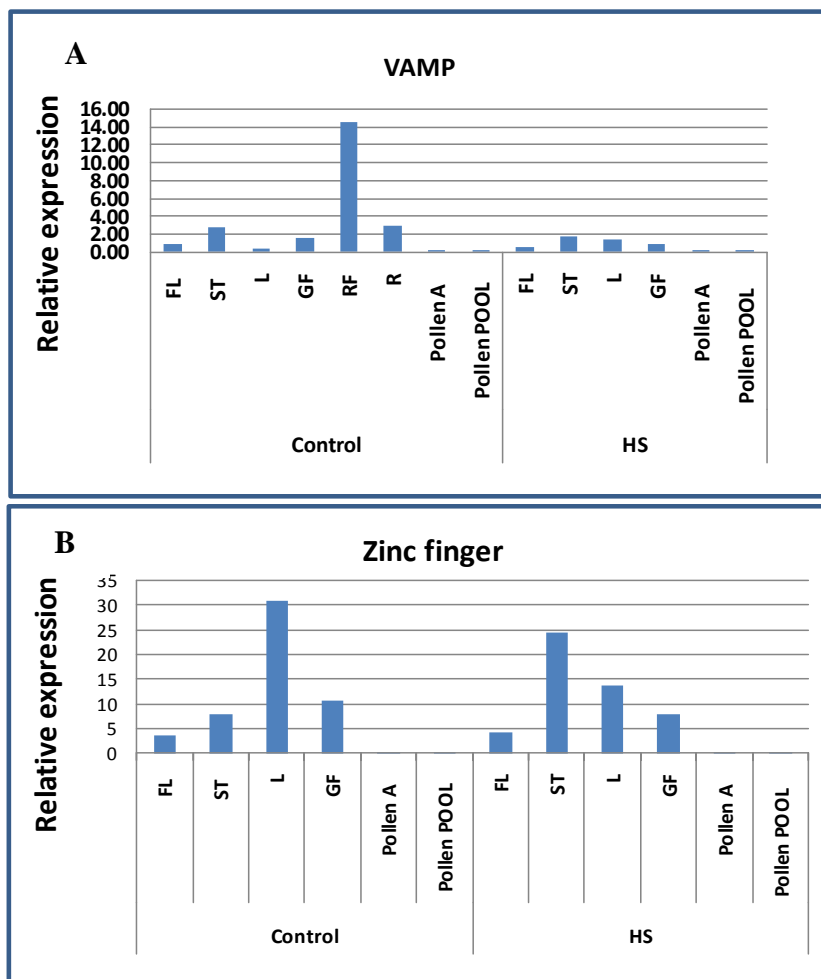 A
VAMP
Relative expression
16.00
14.00
12.00
10.00
8.00
6.00
4.00
2.00
0.00
FL
ST
L
GF
RF
R
Pollen A
Pollen POOL
FL
ST
L
GF
Pollen A
Pollen POOL
Control
HS
B
Zinc finger
Relative expression
35
30
25
20
15
10
5
0
FL
ST
L
GF
Pollen A
Pollen POOL
FL
ST
L
GF
Pollen A
Pollen POOL
Control
HS